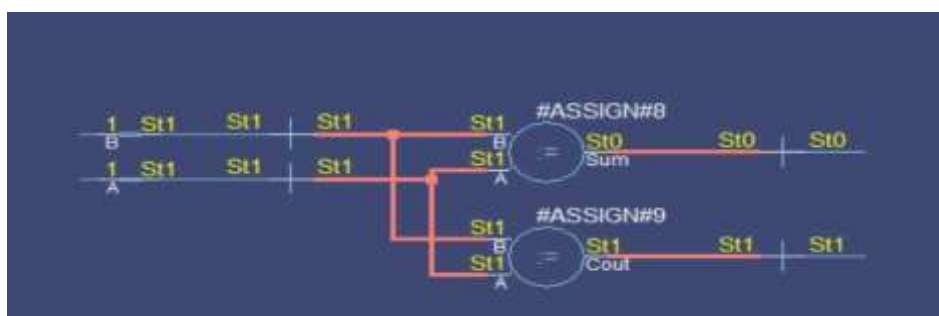 #ASSIGN#8
1 St1 St1 St1 St1 St0 St0 St0
B B Sum
St1
1 St1 St1 St1 A
A
#ASSIGN#9
St1
B St1 St1 St1
St1 Cout
A